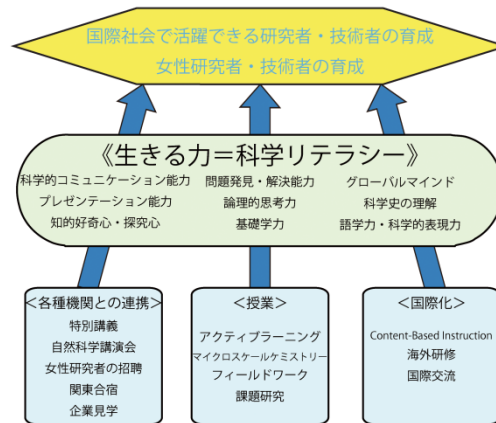 国際社会で活躍できる研究者・技術者の育成
女性研究者・技術者の育成
《生きる力＝科学リテラシー》
科学的コミュニケーション能力
プレゼンテーション能力
知的好奇心・探究心
問題発見・解決能力
論理的思考力
基礎学力
グローバルマインド
科学史の理解
語学力・科学的表現力
＜各種機関との連携＞
特別講義
自然科学講演会
女性研究者の招聘
関東合宿
企業見学
＜授業＞
アクティブラーニング
マイクロスケールケミストリー
フィールドワーク
課題研究
＜国際化＞
Content-Based Instruction
海外研修
国際交流